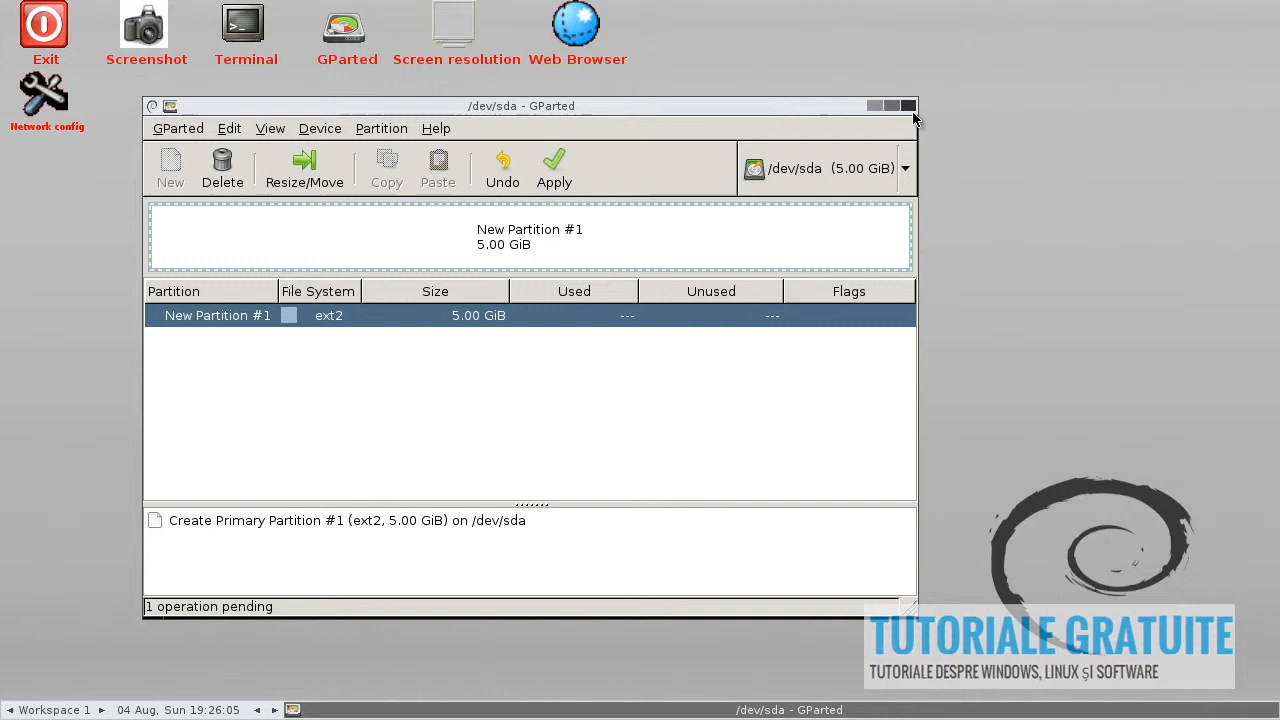 Exit
Screenshot
Terminal
GParted
Screen resolution
Web Browser
Network config
/dev/sda - GParted
GParted Edit View Device Partition Help
New Delete Resize/Move Copy Paste Undo Apply
/dev/sda (5.00 GiB)
New Partition #1
5.00 GiB
Partition File System Size Used Unused Flags
New Partition #1 ext2 5.00 GiB --- ---
Create Primary Partition #1 (ext2, 5.00 GiB) on /dev/sda
1 operation pending
TUTORIALE GRATUITE
TUTORIALE DESPRE WINDOWS, LINUX ȘI SOFTWARE
Workspace 1 04 Aug, Sun 19:26:05 /dev/sda - GParted